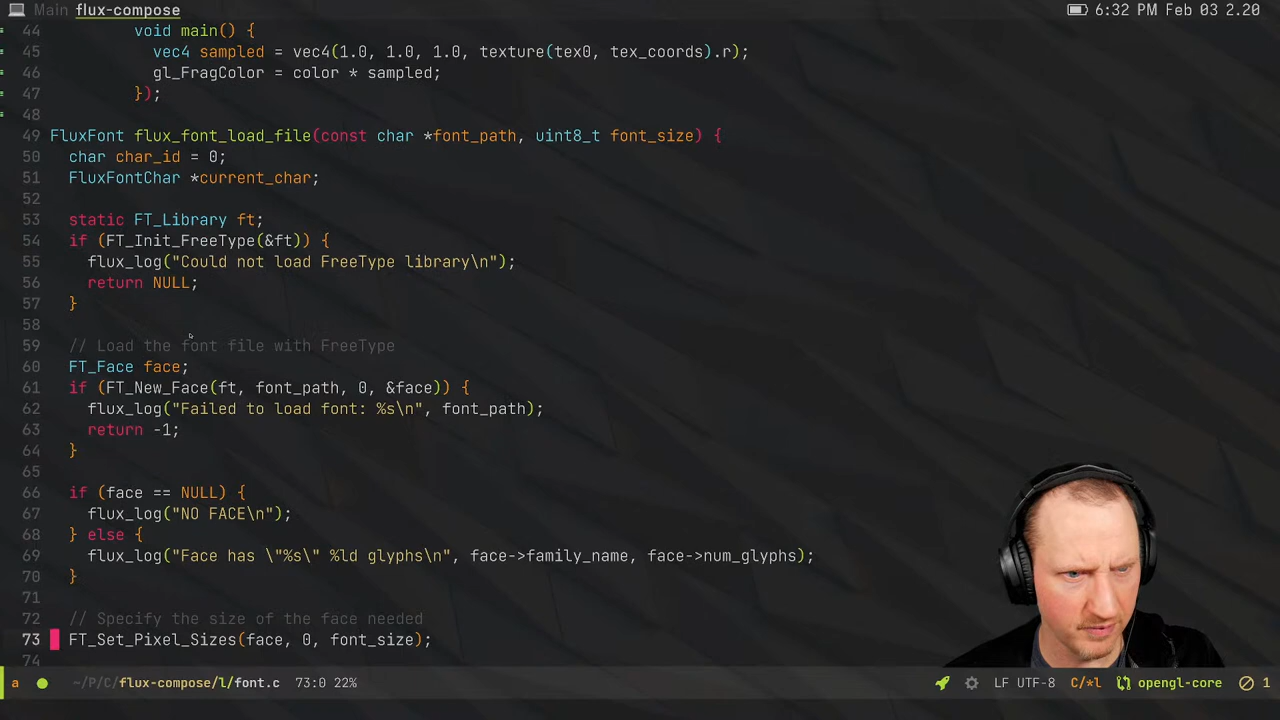 Main flux-compose 6:32 PM Feb 03 2.20
44 void main() {
45 vec4 sampled = vec4(1.0, 1.0, 1.0, texture(tex0, tex_coords).r);
46 gl_FragColor = color * sampled;
47 });
48
49 FluxFont flux_font_load_file(const char *font_path, uint8_t font_size) {
50 char char_id = 0;
51 FluxFontChar *current_char;
52
53 static FT_Library ft;
54 if (FT_Init_FreeType(&ft)) {
55 flux_log("Could not load FreeType library\n");
56 return NULL;
57 }
58
59 // Load the font file with FreeType
60 FT_Face face;
61 if (FT_New_Face(ft, font_path, 0, &face)) {
62 flux_log("Failed to load font: %s\n", font_path);
63 return -1;
64 }
65
66 if (face == NULL) {
67 flux_log("NO FACE\n");
68 } else {
69 flux_log("Face has \"%s\" %ld glyphs\n", face->family_name, face->num_glyphs);
70 }
71
72 // Specify the size of the face needed
73 FT_Set_Pixel_Sizes(face, 0, font_size);
74
a ~/P/C/flux-compose/l/font.c 73:0 22% LF UTF-8 C/*l opengl-core 1